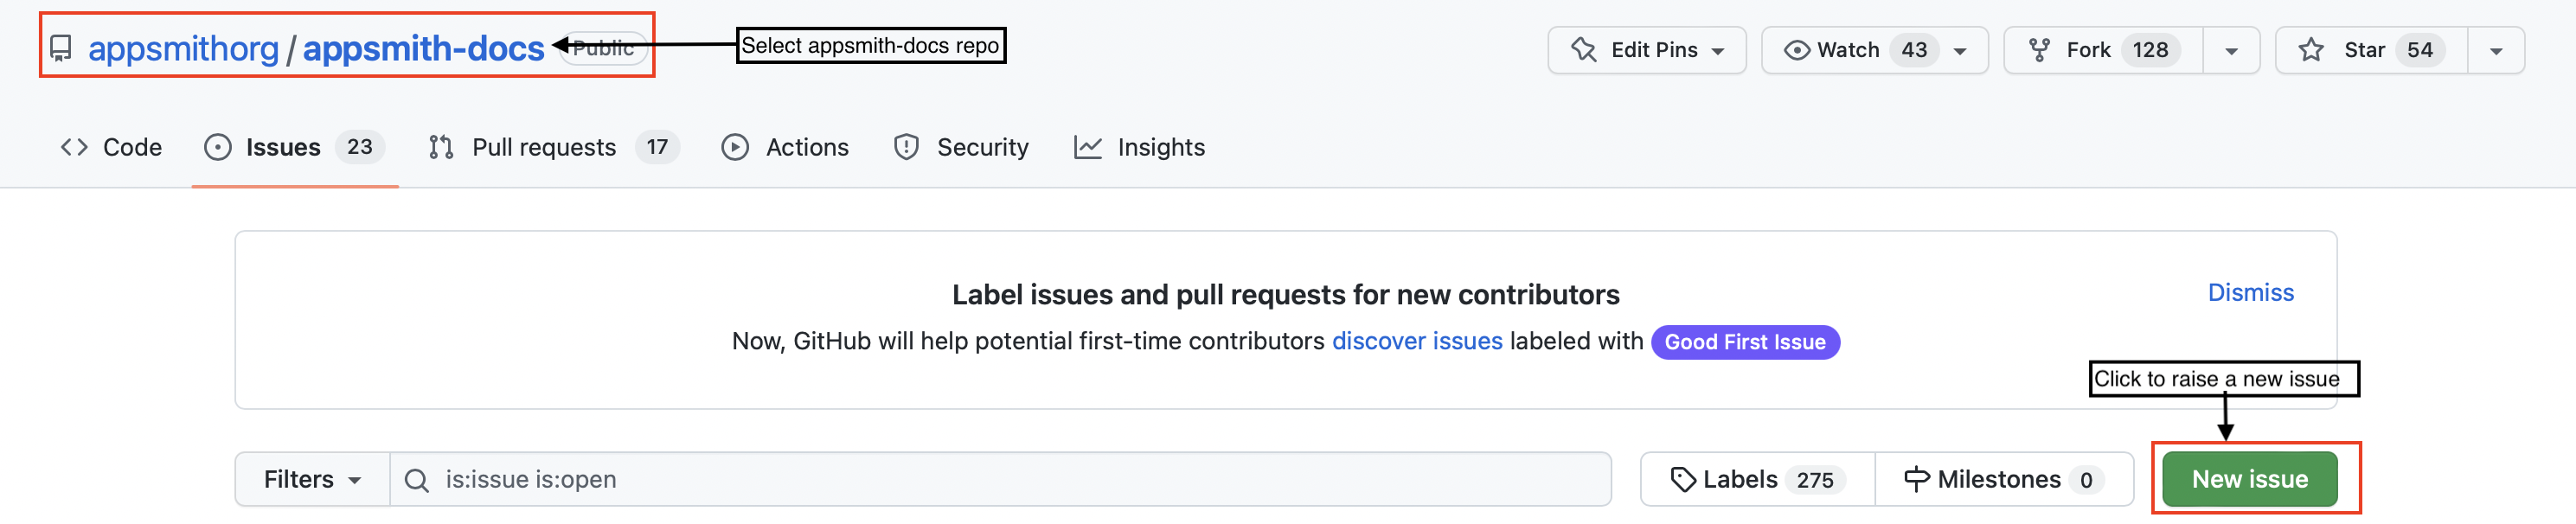 appsmithorg / appsmith-docs Public Select appsmith-docs repo Edit Pins Watch 43 Fork 128 Star 54
Code Issues 23 Pull requests 17 Actions Security Insights
Label issues and pull requests for new contributors Dismiss
Now, GitHub will help potential first-time contributors discover issues labeled with Good First Issue
Click to raise a new issue
Filters is:issue is:open Labels 275 Milestones 0 New issue